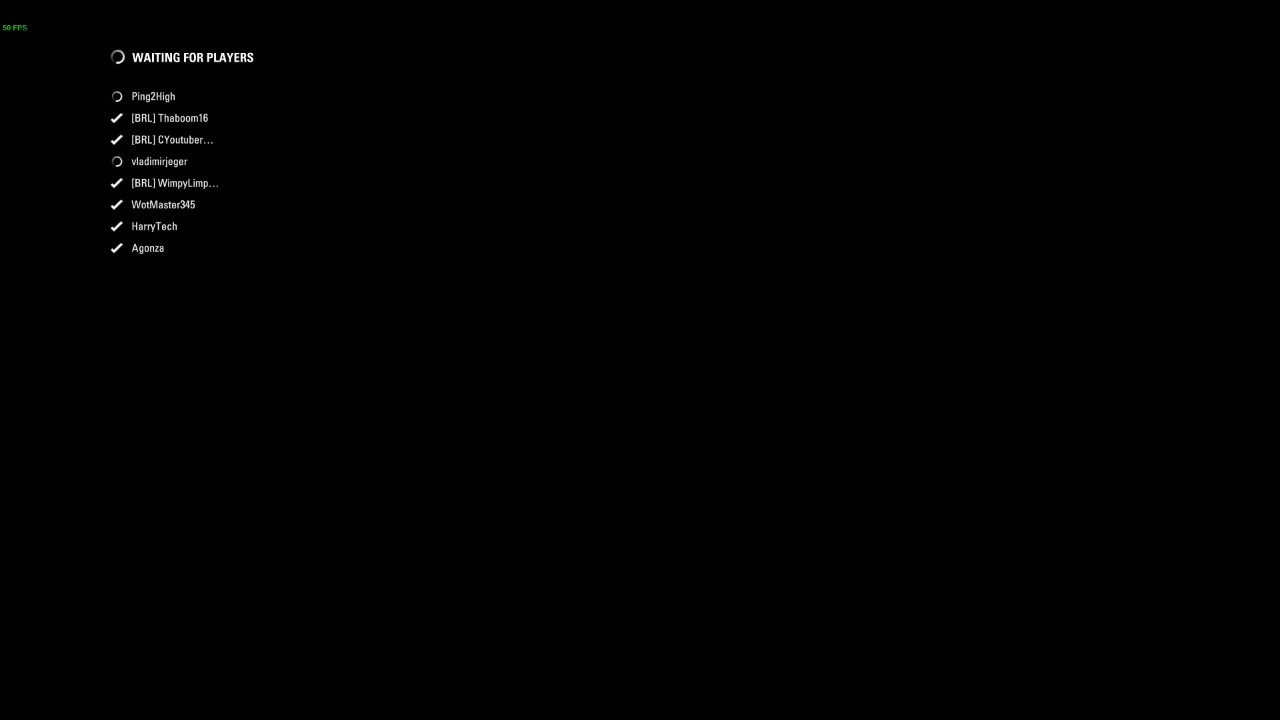 50 FPS
WAITING FOR PLAYERS
Ping2High
[BRL] Thaboom16
[BRL] CYoutuber...
vladimirjeger
[BRL] WimpyLimp...
WotMaster345
HarryTech
Agonza